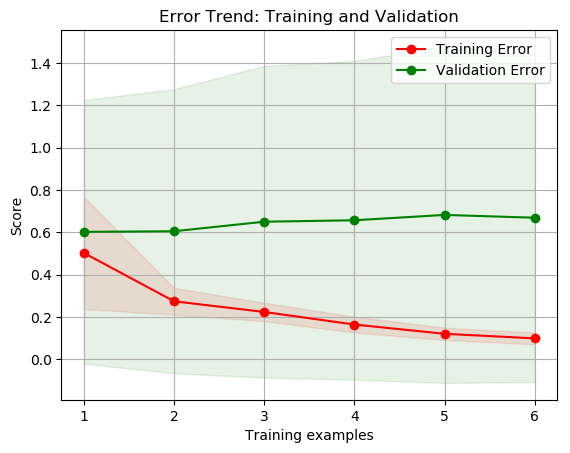 Error Trend: Training and Validation
Training Error
Validation Error
Score
1.4
1.2
1.0
0.8
0.6
0.4
0.2
0.0
1 2 3 4 5 6
Training examples